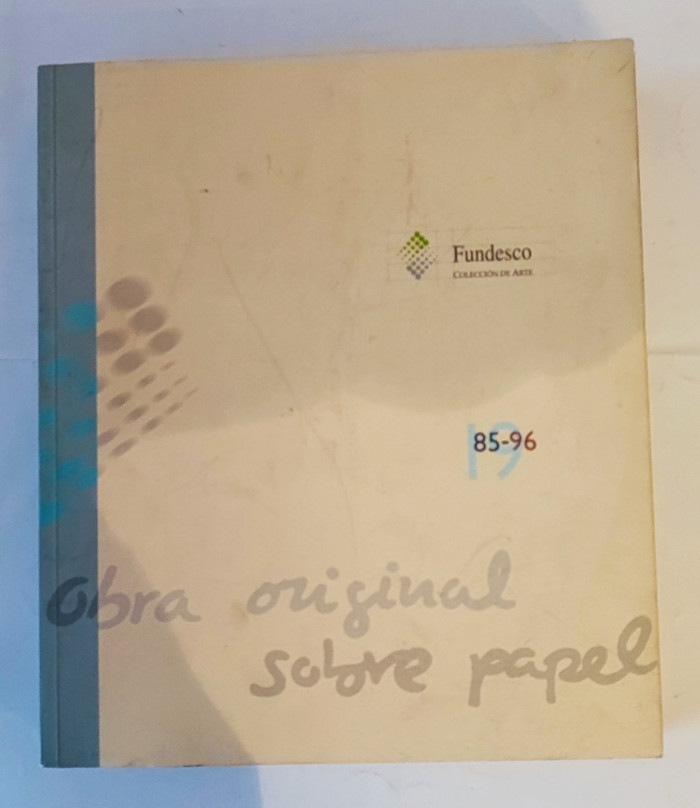 Fundesco
COLECCIÓN DE ARTE
19
85-96
obra original
sobre papel